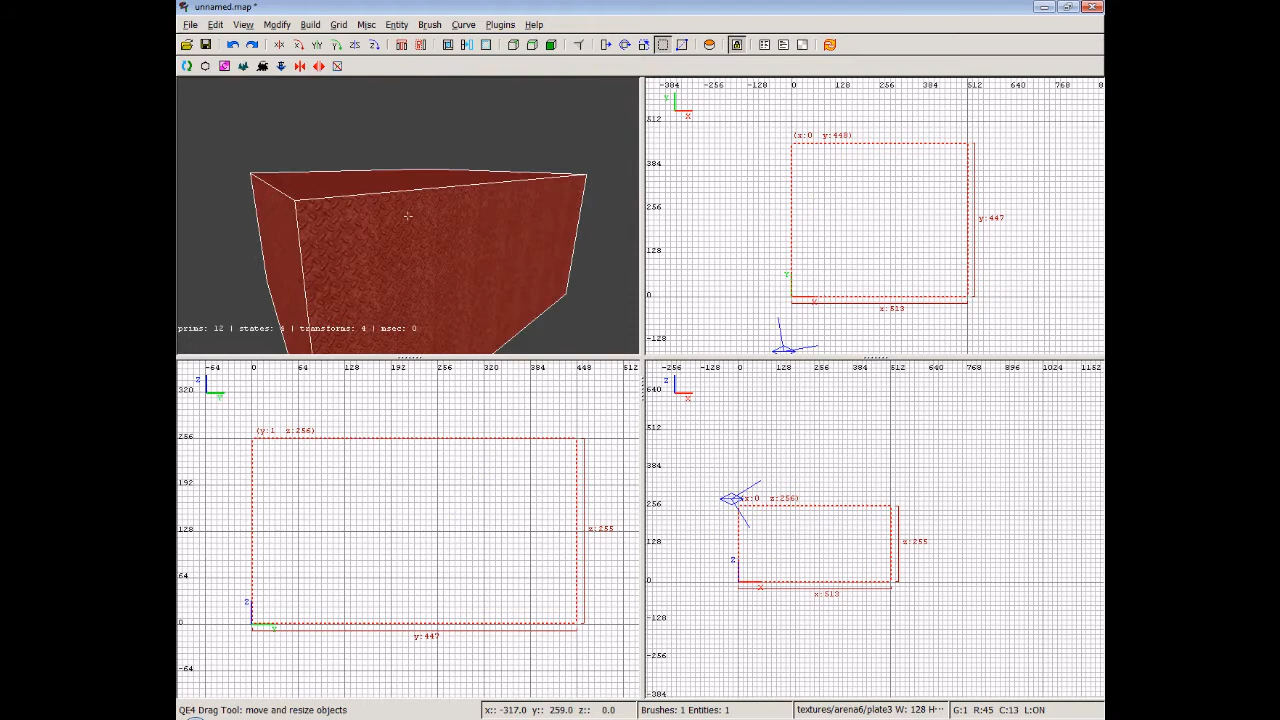 unnamed.map *
File Edit View Modify Build Grid Misc Entity Brush Curve Plugins Help
prims: 12 | states: 4 | transforms: 4 | msec: 0
-384 -256 -128 0 128 256 384 512 640 768 8
Y
X
512
(x:0 y:448)
384
256
y:447
128
Y
0
X
x:513
-128
-64 0 64 128 192 256 320 384 448 512
Z
Y
320
(y:1 z:256)
256
192
128
z:255
64
Z
0
Y
y:447
-64
-256 -128 0 128 256 384 512 640 768 896 1024 1152
Z
X
640
512
384
(x:0 z:256)
256
128
z:255
Z
0
X
x:513
-128
-256
-384
QE4 Drag Tool: move and resize objects
x:: -317.0 y:: 259.0 z:: 0.0
Brushes: 1 Entities: 1
textures/arena6/plate3 W: 128 H···
G:1 R:45 C:13 L:ON